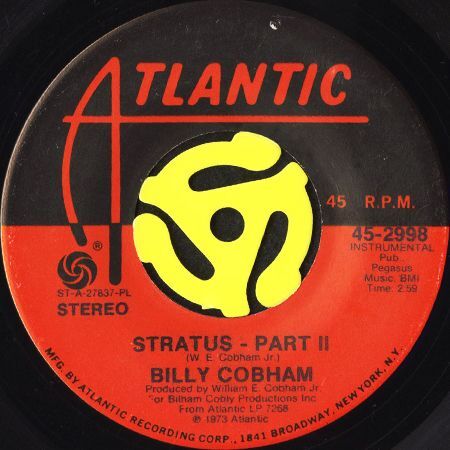 ATLANTIC
45 R.P.M.
45-2998
INSTRUMENTAL
Pub.,
Pegasus
Music, BMI
Time: 2:59
®
ST-A-27837-PL
STEREO
STRATUS - PART II
(W. E. Cobham Jr.)
BILLY COBHAM
Produced by William E. Cobham Jr.
for Bilham Cobly Productions Inc
From Atlantic LP 7268
℗ 1973 Atlantic
MFG. BY ATLANTIC RECORDING CORP., 1841 BROADWAY, NEW YORK, N.Y.